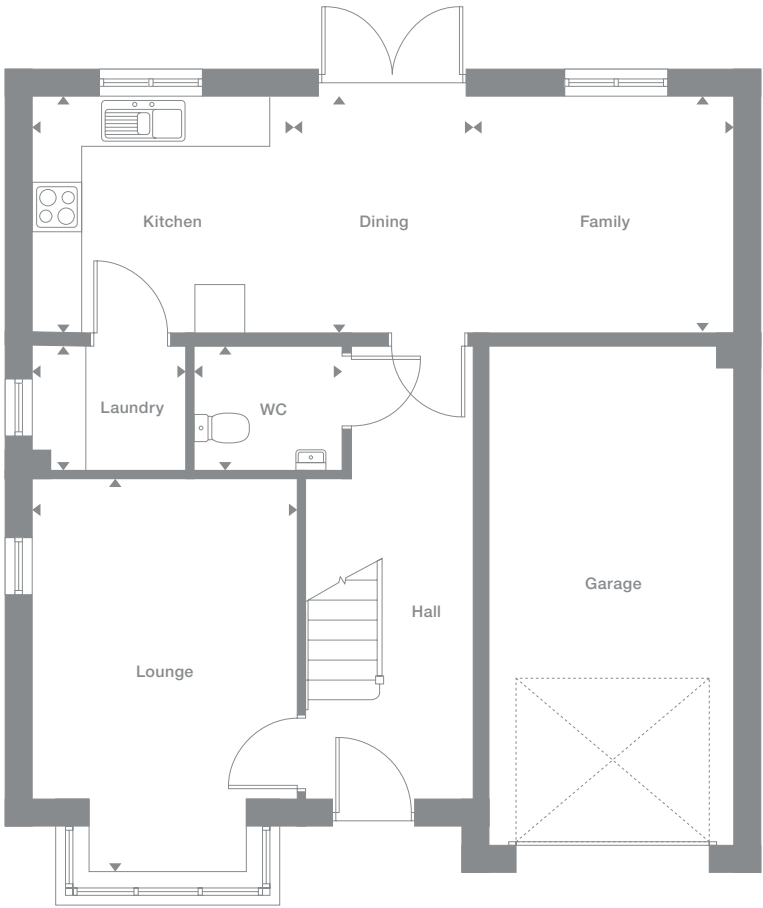 Kitchen
Dining
Family
Laundry
WC
Garage
Hall
Lounge